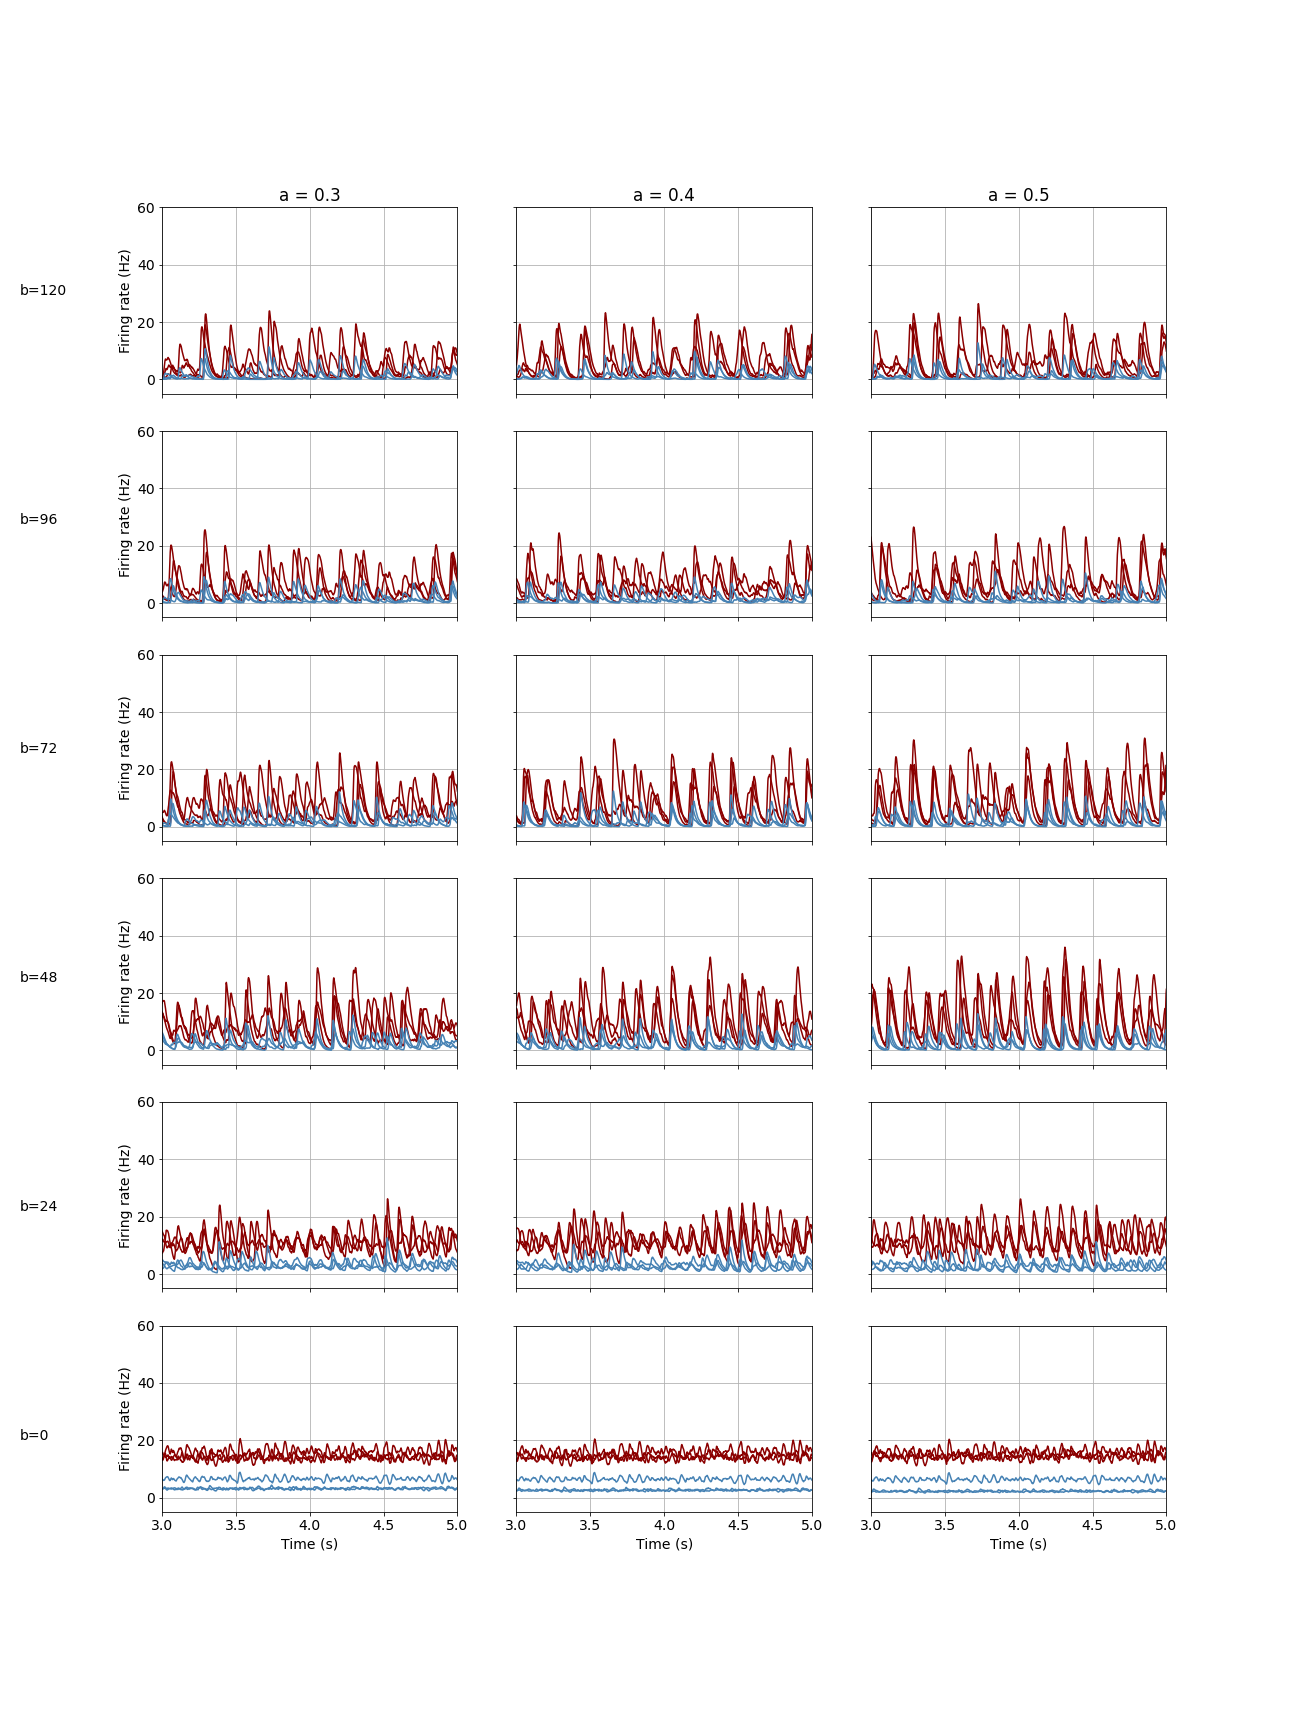 a = 0.3 a = 0.4 a = 0.5
b=120
Firing rate (Hz)
60
40
20
0
b=96
Firing rate (Hz)
60
40
20
0
b=72
Firing rate (Hz)
60
40
20
0
b=48
Firing rate (Hz)
60
40
20
0
b=24
Firing rate (Hz)
60
40
20
0
b=0
Firing rate (Hz)
60
40
20
0
3.0 3.5 4.0 4.5 5.0 3.0 3.5 4.0 4.5 5.0 3.0 3.5 4.0 4.5 5.0
Time (s) Time (s) Time (s)